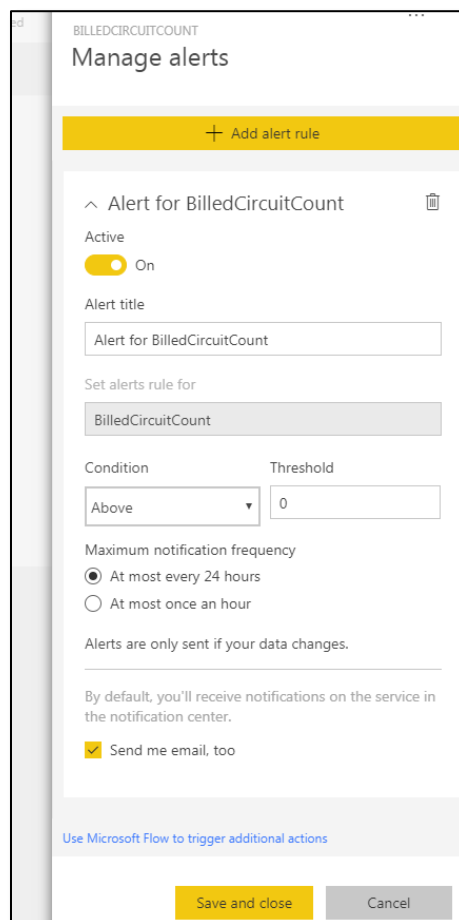 ed
BILLEDCIRCUITCOUNT
Manage alerts
+ Add alert rule
Alert for BilledCircuitCount
Active
On
Alert title
Alert for BilledCircuitCount
Set alerts rule for
BilledCircuitCount
Condition Threshold
Above 0
Maximum notification frequency
At most every 24 hours
At most once an hour
Alerts are only sent if your data changes.
By default, you'll receive notifications on the service in
the notification center.
Send me email, too
Use Microsoft Flow to trigger additional actions
Save and close Cancel